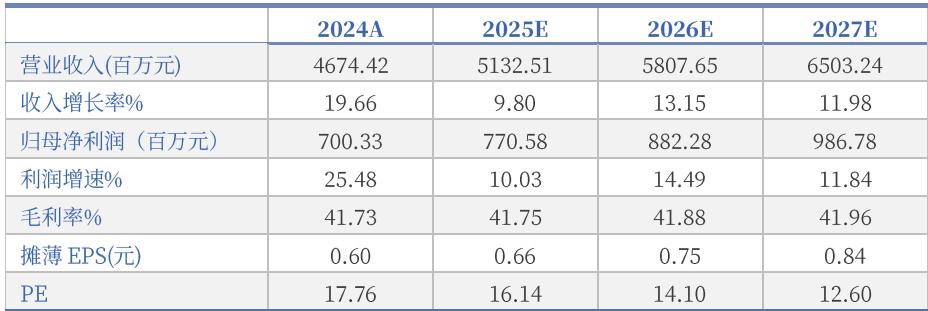 2024A 2025E 2026E 2027E
营业收入(百万元) 4674.42 5132.51 5807.65 6503.24
收入增长率% 19.66 9.80 13.15 11.98
归母净利润（百万元） 700.33 770.58 882.28 986.78
利润增速% 25.48 10.03 14.49 11.84
毛利率% 41.73 41.75 41.88 41.96
摊薄 EPS(元) 0.60 0.66 0.75 0.84
PE 17.76 16.14 14.10 12.60